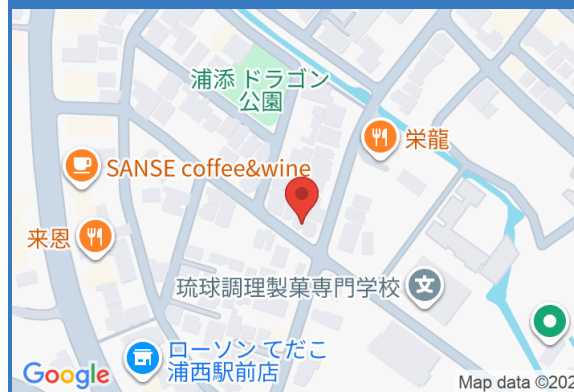 浦添 ドラゴン
公園
栄龍
SANSE coffee&wine
来恩
琉球調理製菓専門学校
文
ローソン てだこ
浦西駅前店
Google
Map data ©202